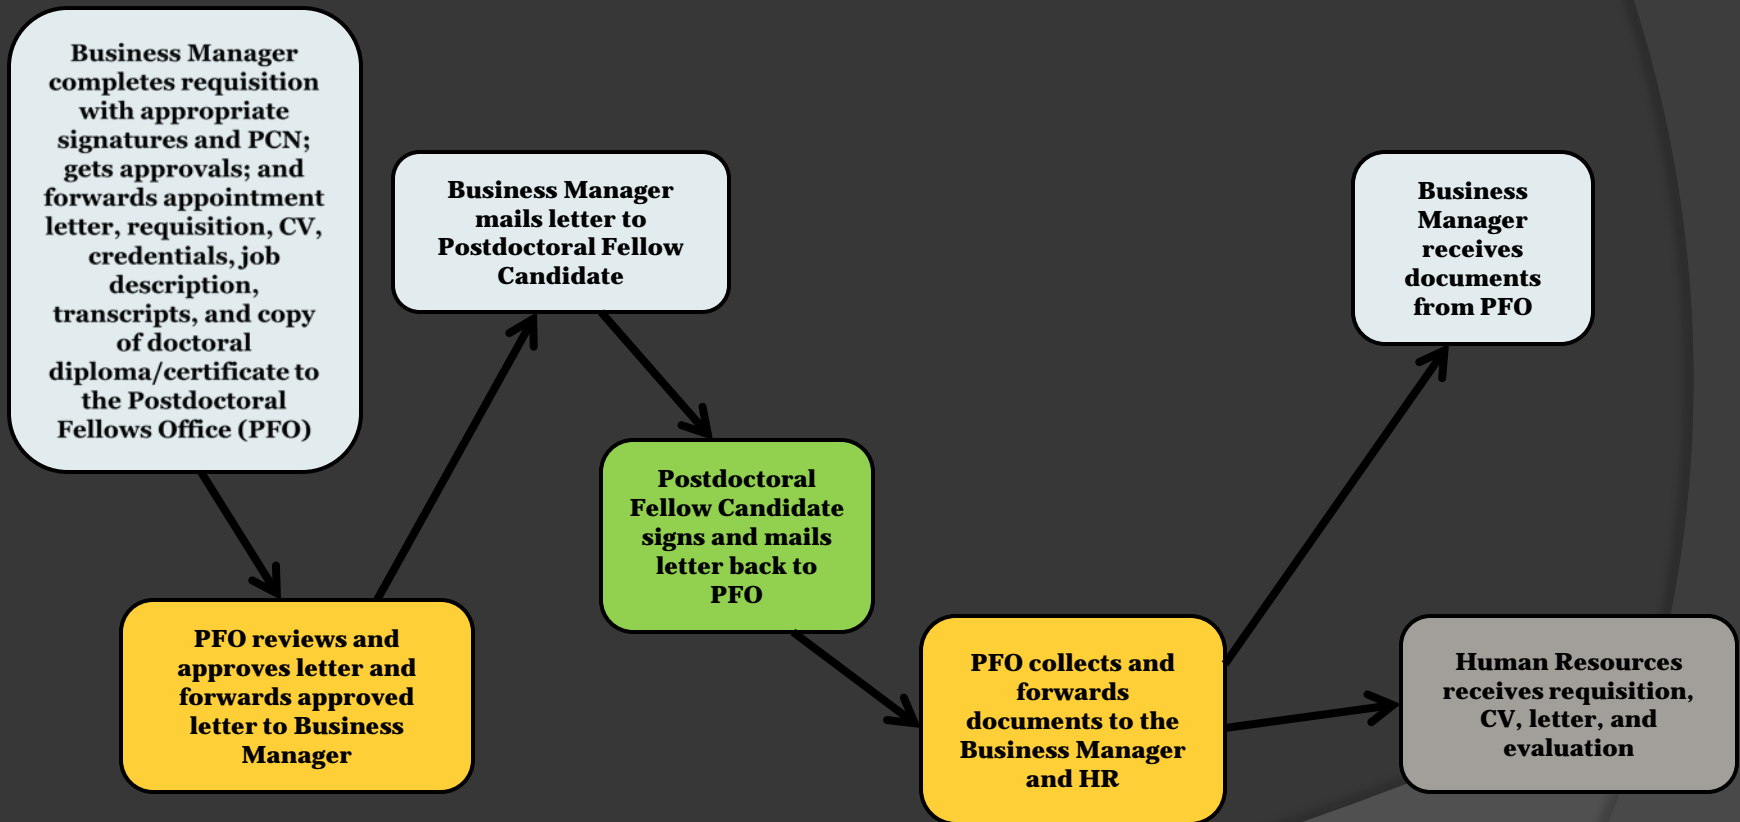 Business Manager
completes requisition
with appropriate
signatures and PCN;
gets approvals; and
forwards appointment
letter, requisition, CV,
credentials, job
description,
transcripts, and copy
of doctoral
diploma/certificate to
the Postdoctoral
Fellows Office (PFO)
PFO reviews and
approves letter and
forwards approved
letter to Business
Manager
Business Manager
mails letter to
Postdoctoral Fellow
Candidate
Postdoctoral
Fellow Candidate
signs and mails
letter back to
PFO
PFO collects and
forwards
documents to the
Business Manager
and HR
Business
Manager
receives
documents
from PFO
Human Resources
receives requisition,
CV, letter, and
evaluation